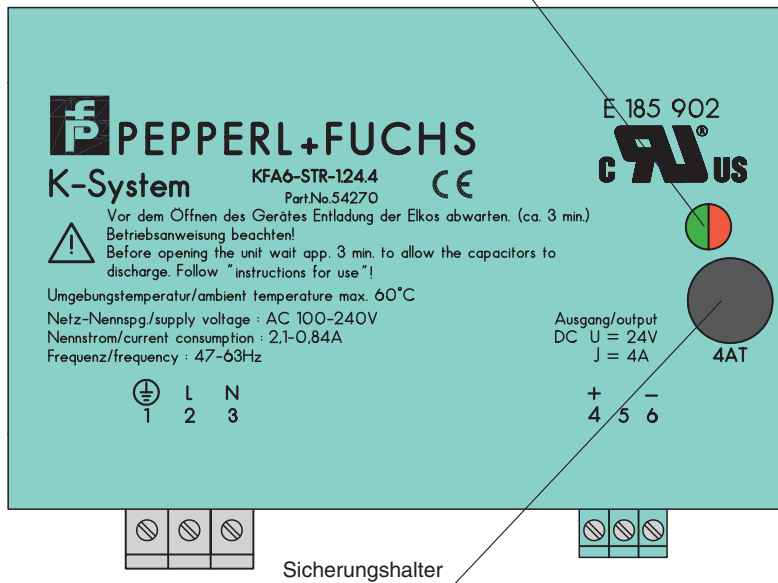 E 185 902
fP PEPPERL+FUCHS
C RU® US
K-System KFA6-STR-1.24.4 CE
Part.No.54270
Vor dem Öffnen des Gerätes Entladung der Elkos abwarten. (ca. 3 min.)
Betriebsanweisung beachten!
Before opening the unit wait app. 3 min. to allow the capacitors to
discharge. Follow "instructions for use"!
Umgebungstemperatur/ambient temperature max. 60°C
Netz-Nennspg./supply voltage : AC 100-240V
Nennstrom/current consumption : 2,1-0,84A
Frequenz/frequency : 47-63Hz
Ausgang/output
DC U = 24V
J = 4A
4AT
L N
1 2 3
+ −
4 5 6
Sicherungshalter